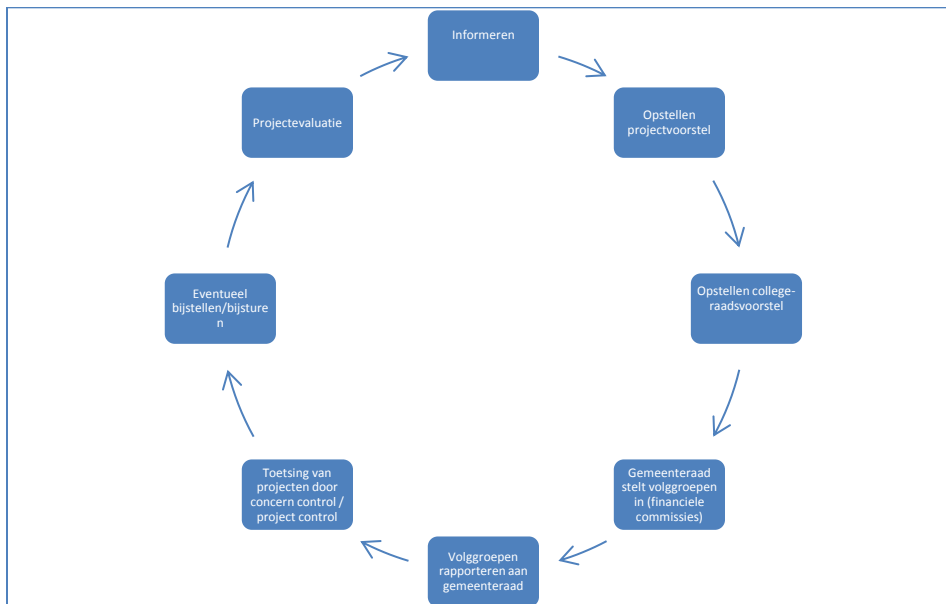 Informeren
Opstellen
projectvoorstel
Opstellen college-
raadsvoorstel
Gemeenteraad
stelt volggroepen
in (financiele
commissies)
Volggroepen
rapporteren aan
gemeenteraad
Toetsing van
projecten door
concern control /
project control
Eventueel
bijstellen/bijsture
n
Projectevaluatie